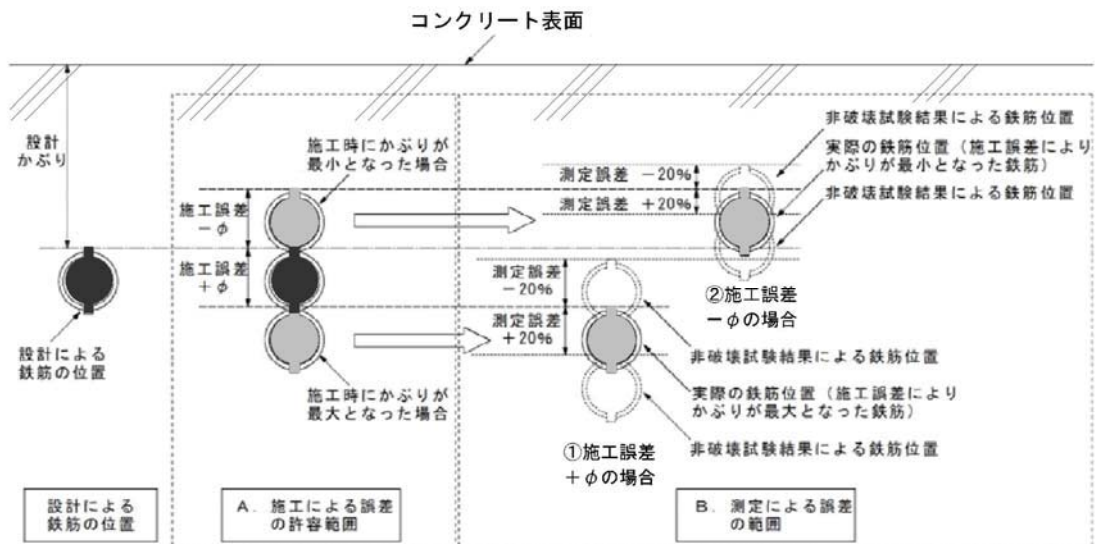 コンクリート表面
設計
かぶり
設計による
鉄筋の位置
施工時にかぶりが
最小となった場合
施工誤差
−φ
施工誤差
+φ
施工時にかぶりが
最大となった場合
測定誤差 −20%
測定誤差 +20%
非破壊試験結果による鉄筋位置
実際の鉄筋位置（施工誤差により
かぶりが最小となった鉄筋）
非破壊試験結果による鉄筋位置
②施工誤差
−φの場合
測定誤差
−20%
測定誤差
+20%
非破壊試験結果による鉄筋位置
実際の鉄筋位置（施工誤差により
かぶりが最大となった鉄筋）
非破壊試験結果による鉄筋位置
①施工誤差
+φの場合
設計による
鉄筋の位置
A．施工による誤差
の許容範囲
B．測定による誤差
の範囲